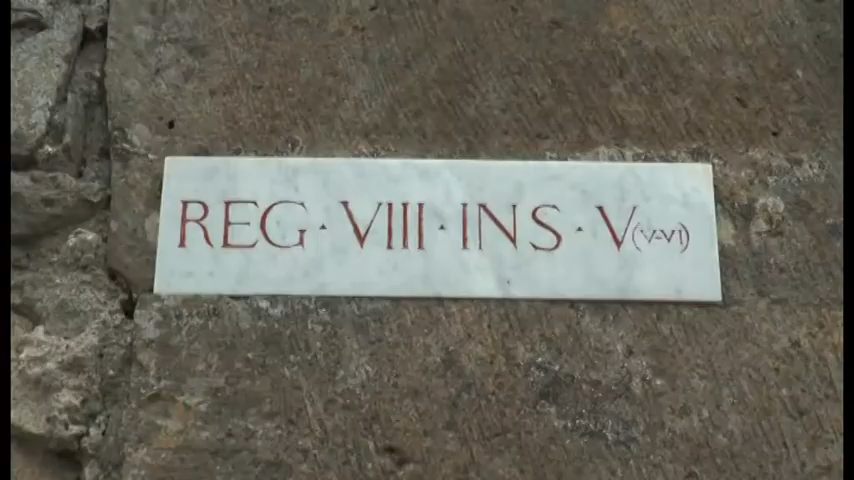 REG · VIII · INS · V(V-VI)